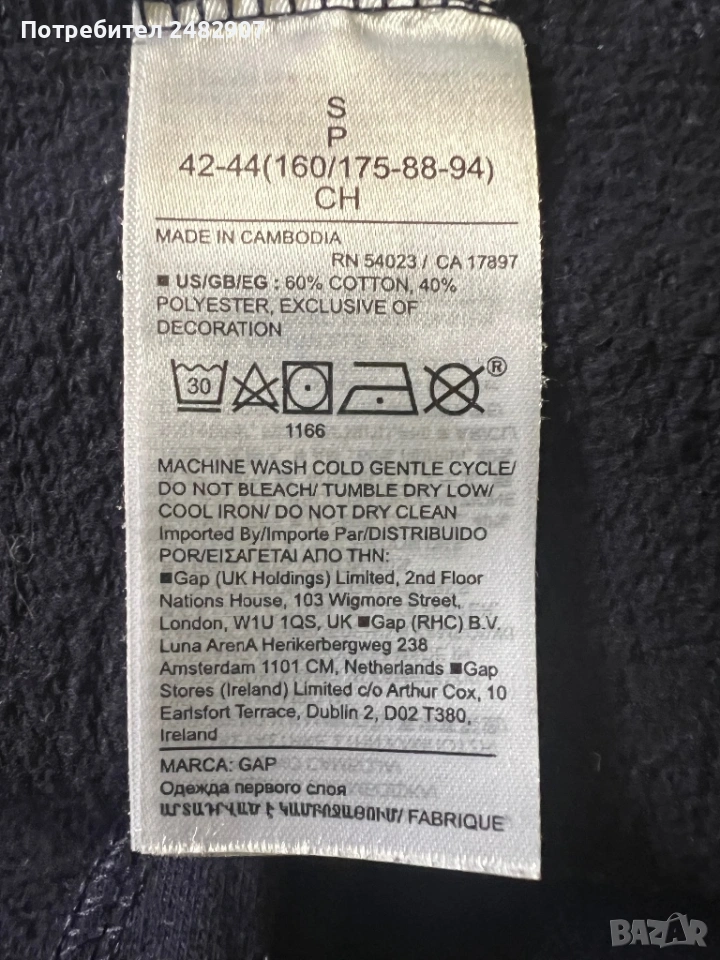 Потребител 2482907
S
P
42-44(160/175-88-94)
CH
MADE IN CAMBODIA
RN 54023 / CA 17897
■ US/GB/EG : 60% COTTON, 40%
POLYESTER, EXCLUSIVE OF
DECORATION
30
®
1166
MACHINE WASH COLD GENTLE CYCLE/
DO NOT BLEACH/ TUMBLE DRY LOW/
COOL IRON/ DO NOT DRY CLEAN
Imported By/Importe Par/DISTRIBUIDO
POR/ΕΙΣΑΓΕΤΑΙ ΑΠΟ ΤΗΝ:
■Gap (UK Holdings) Limited, 2nd Floor
Nations House, 103 Wigmore Street,
London, W1U 1QS, UK ■Gap (RHC) B.V.
Luna ArenA Herikerbergweg 238
Amsterdam 1101 CM, Netherlands ■Gap
Stores (Ireland) Limited c/o Arthur Cox, 10
Earlsfort Terrace, Dublin 2, D02 T380,
Ireland
MARCA: GAP
Одежда первого слоя
ԱՐՏԱԴՐՎԱԾ Է ԿԱՄԲՈՋԱՅՈՒՄ/ FABRIQUE
BAZAR